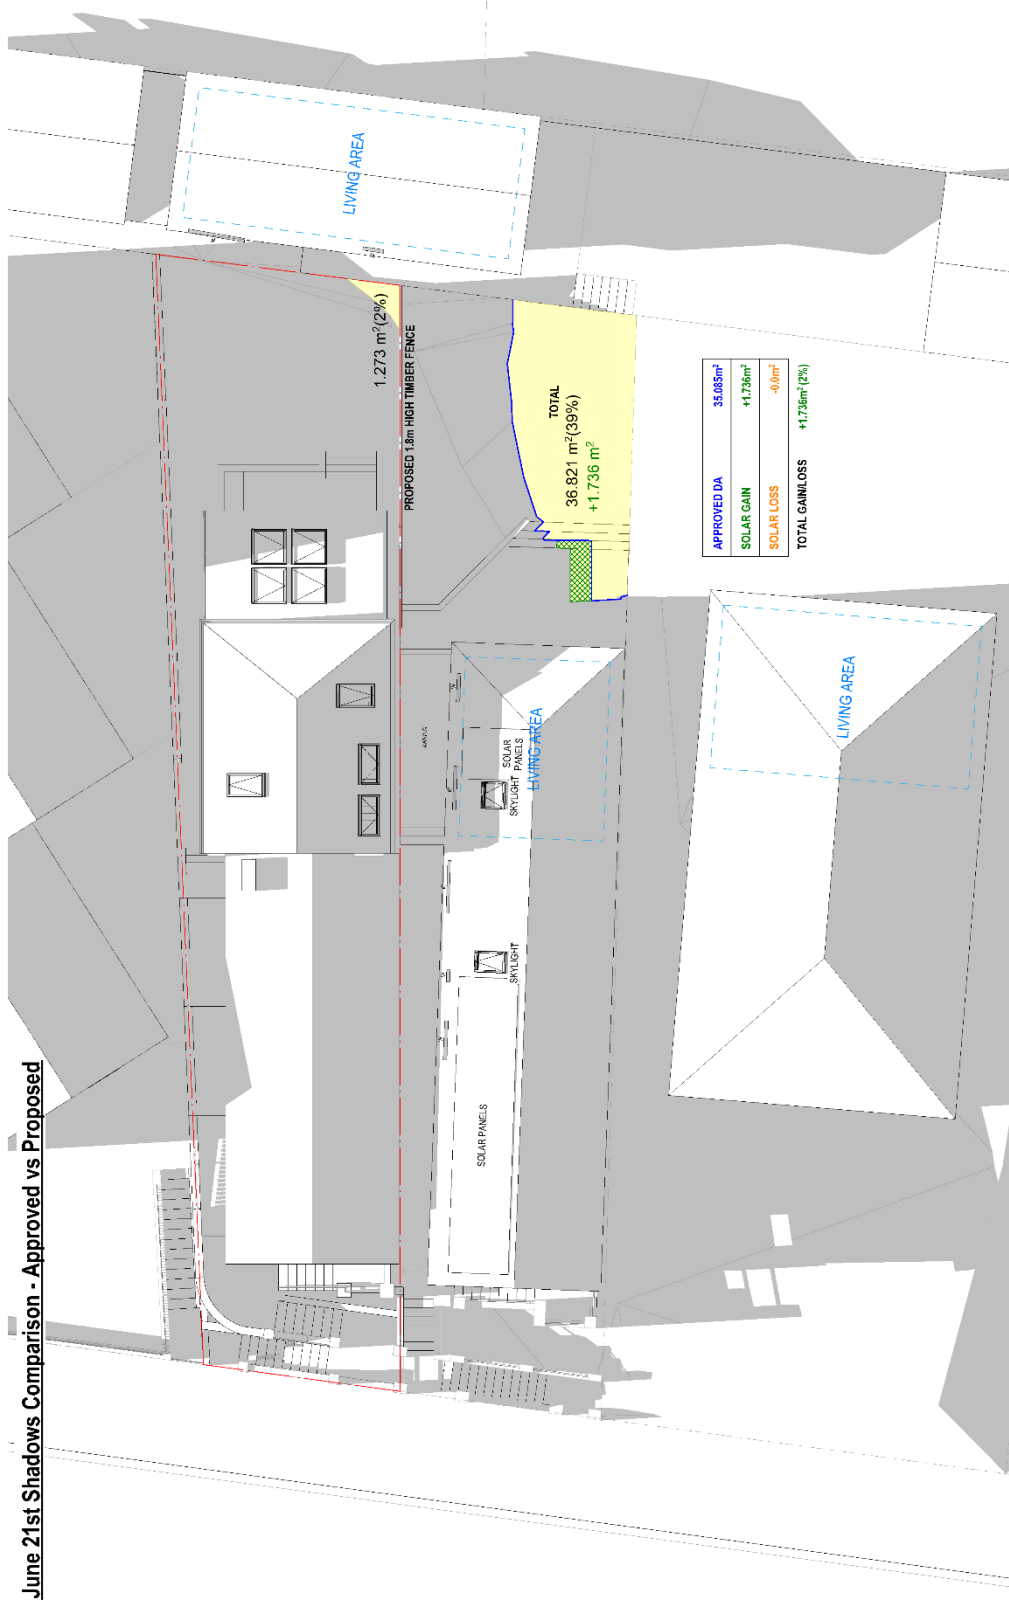 June 21st Shadows Comparison - Approved vs Proposed
LIVING AREA
1.273 m²(2%)
PROPOSED 1.8m HIGH TIMBER FENCE
TOTAL
36.821 m²(39%)
+1.736 m²
APPROVED DA 35.085m²
SOLAR GAIN +1.736m²
SOLAR LOSS -0.0m²
TOTAL GAIN/LOSS +1.736m² (2%)
AWNING
SOLAR
PANELS
SKYLIGHT
LIVING AREA
LIVING AREA
SKYLIGHT
SOLAR PANELS